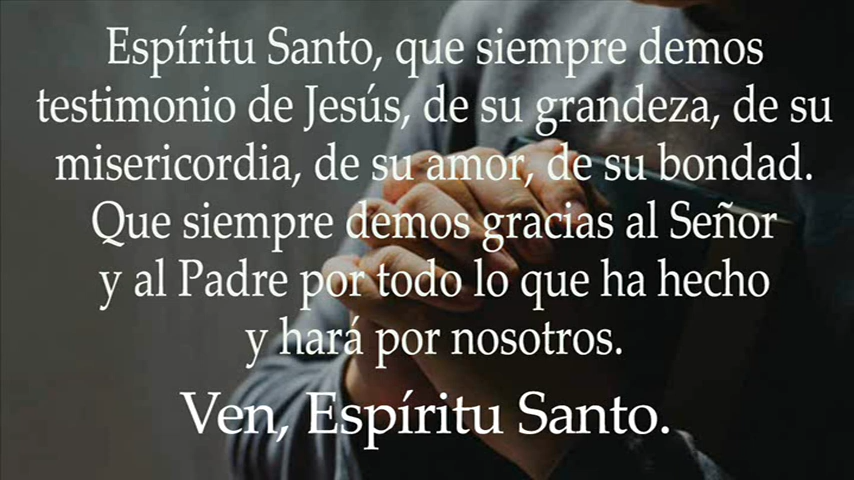 Espíritu Santo, que siempre demos
testimonio de Jesús, de su grandeza, de su
misericordia, de su amor, de su bondad.
Que siempre demos gracias al Señor
y al Padre por todo lo que ha hecho
y hará por nosotros.
Ven, Espíritu Santo.